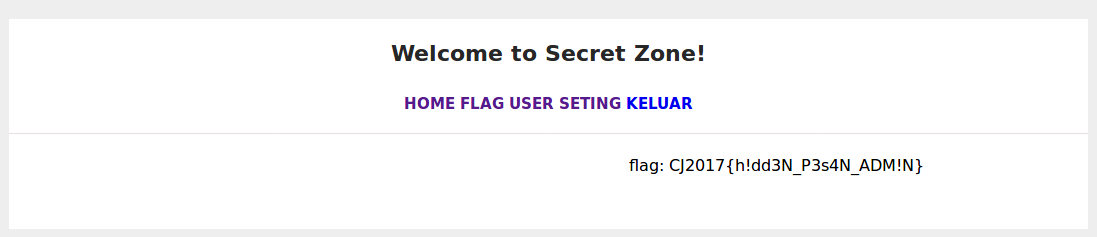 Welcome to Secret Zone!
HOME FLAG USER SETING KELUAR
flag: CJ2017{h!dd3N_P3s4N_ADM!N}